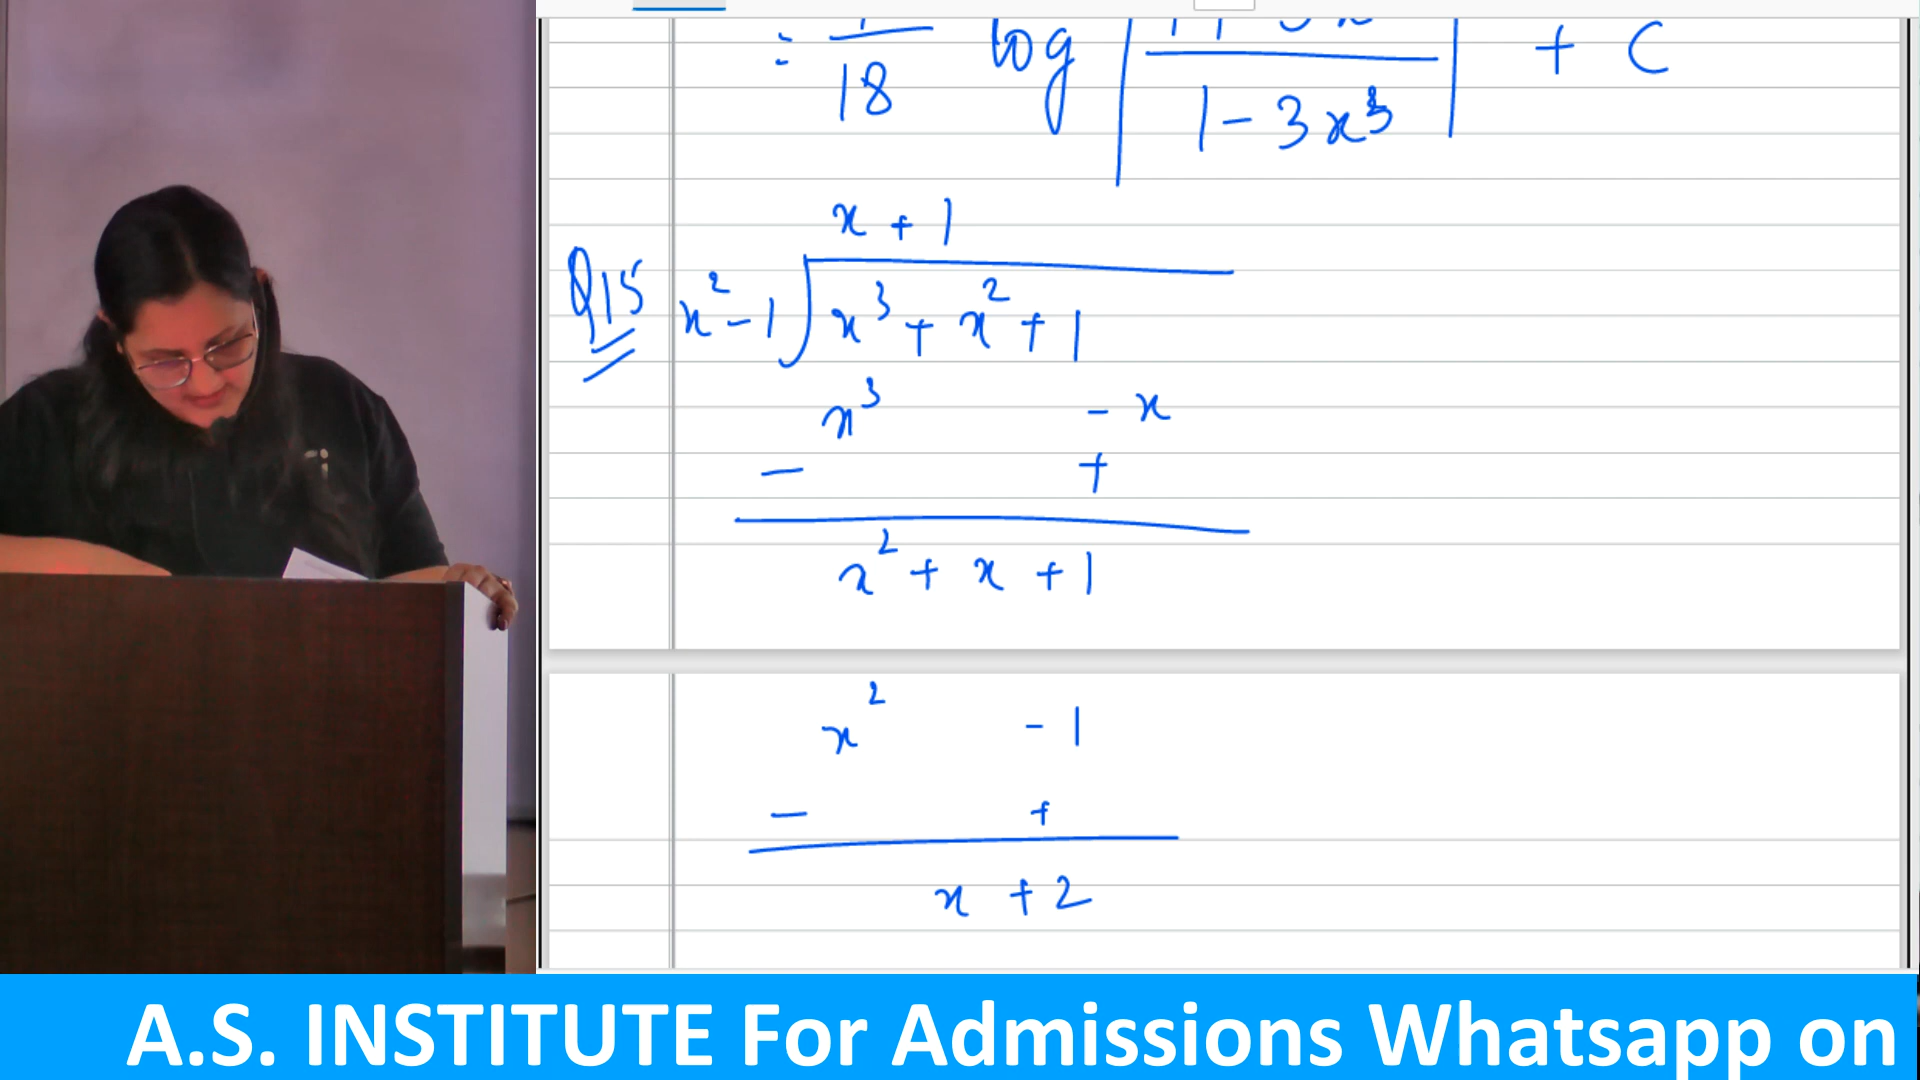 = 18 log | 1 - 3x³ | + C
x + 1
Q15 x² - 1 ) x³ + x² + 1
x³ - x
- +
x² + x + 1
x² - 1
- +
x + 2
A.S. INSTITUTE For Admissions Whatsapp on